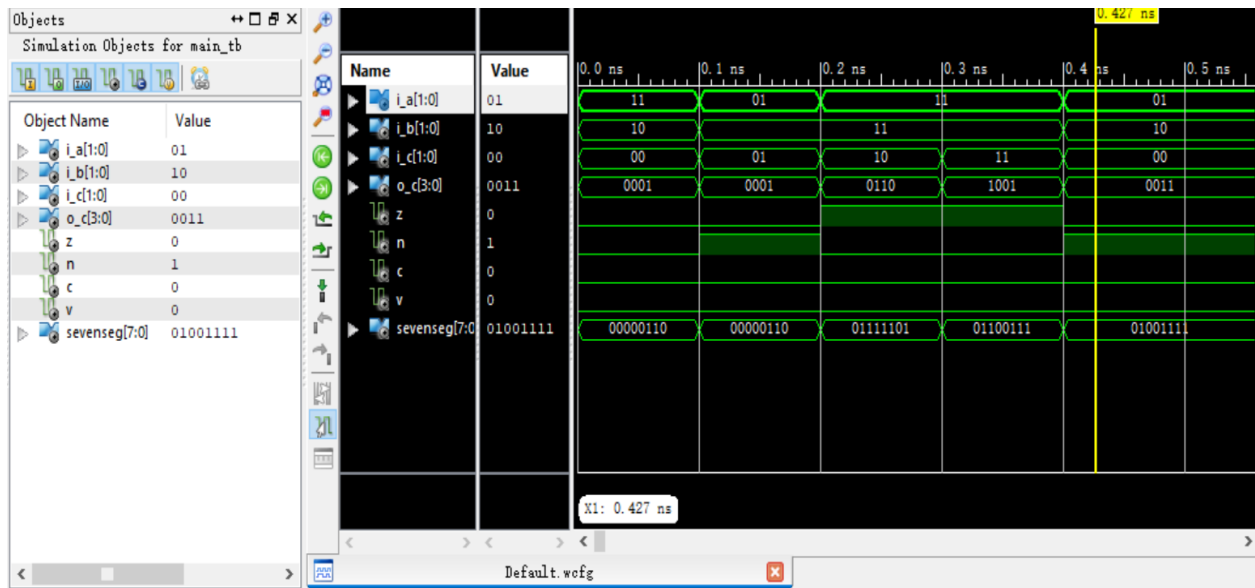 Objects
Simulation Objects for main_tb
Object Name Value
i_a[1:0] 01
i_b[1:0] 10
i_c[1:0] 00
o_c[3:0] 0011
z 0
n 1
c 0
v 0
sevenseg[7:0] 01001111
0.427 ns
Name Value 0.0 ns 0.1 ns 0.2 ns 0.3 ns 0.4 ns 0.5 ns
i_a[1:0] 01 11 01 11 01
i_b[1:0] 10 10 11 10
i_c[1:0] 00 00 01 10 11 00
o_c[3:0] 0011 0001 0001 0110 1001 0011
z 0
n 1
c 0
v 0
sevenseg[7:0 01001111 00000110 00000110 01111101 01100111 01001111
X1: 0.427 ns
Default.wcfg